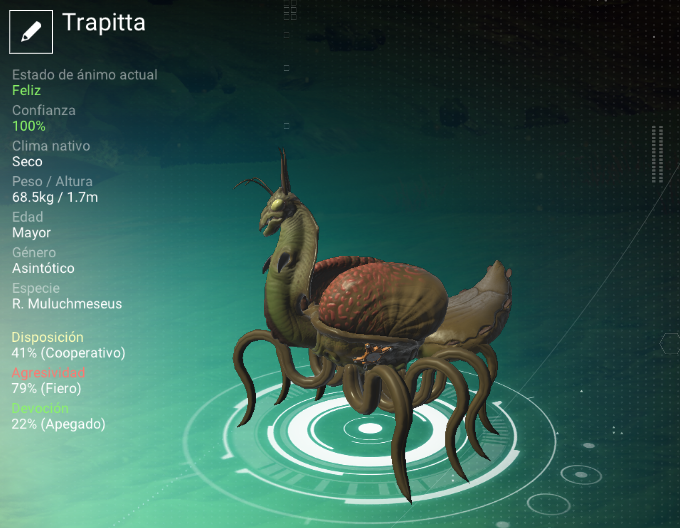 Trapitta
Estado de ánimo actual
Feliz
Confianza
100%
Clima nativo
Seco
Peso / Altura
68.5kg / 1.7m
Edad
Mayor
Género
Asintótico
Especie
R. Muluchmeseus
Disposición
41% (Cooperativo)
Agresividad
79% (Fiero)
Devoción
22% (Apegado)